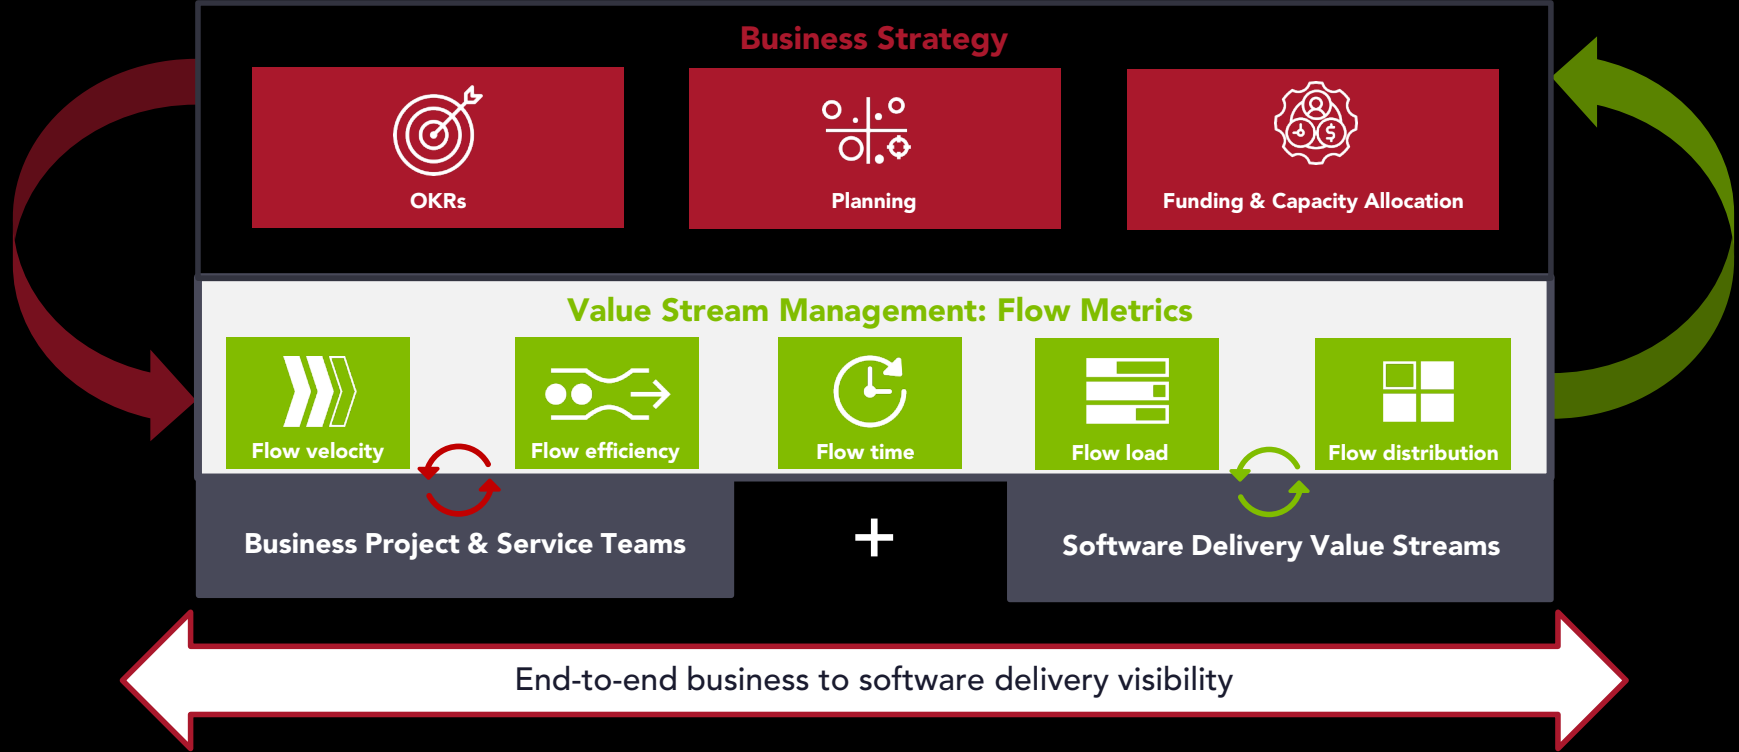 Business Strategy
OKRs
Planning
Funding & Capacity Allocation
Value Stream Management: Flow Metrics
Flow velocity
Flow efficiency
Flow time
Flow load
Flow distribution
Business Project & Service Teams
+
Software Delivery Value Streams
End-to-end business to software delivery visibility